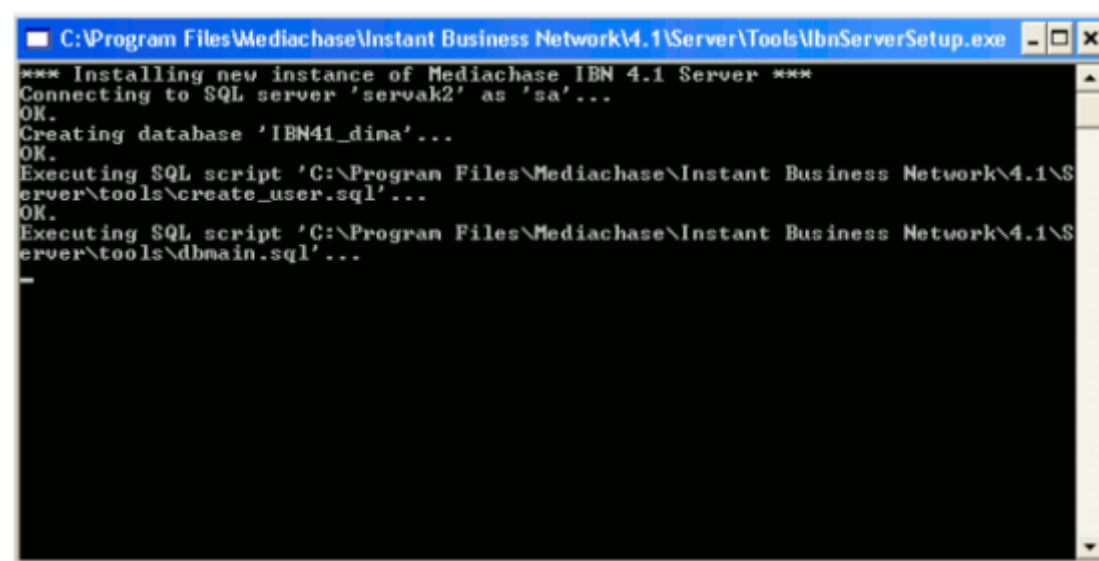 C:\Program Files\Mediachase\Instant Business Network\4.1\Server\Tools\IbnServerSetup.exe
*** Installing new instance of Mediachase IBN 4.1 Server ***
Connecting to SQL server 'servak2' as 'sa'...
OK.
Creating database 'IBN41_dima'...
OK.
Executing SQL script 'C:\Program Files\Mediachase\Instant Business Network\4.1\S
erver\tools\create_user.sql'...
OK.
Executing SQL script 'C:\Program Files\Mediachase\Instant Business Network\4.1\S
erver\tools\dbmain.sql'...